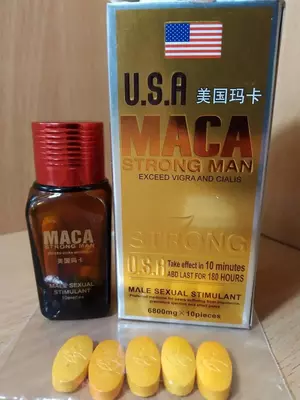 U.S.A 美国玛卡
MACA
STRONG MAN
EXCEED VIGRA AND CIALIS
STRONG
U.S.A Take effect in 10 minutes
ABD LAST FOR 180 HOURS
MALE SEXUAL STIMULANT
6800mg×10pieces
MACA
STRONG MAN
美国玛卡
MALE SEXUAL
STIMULANT